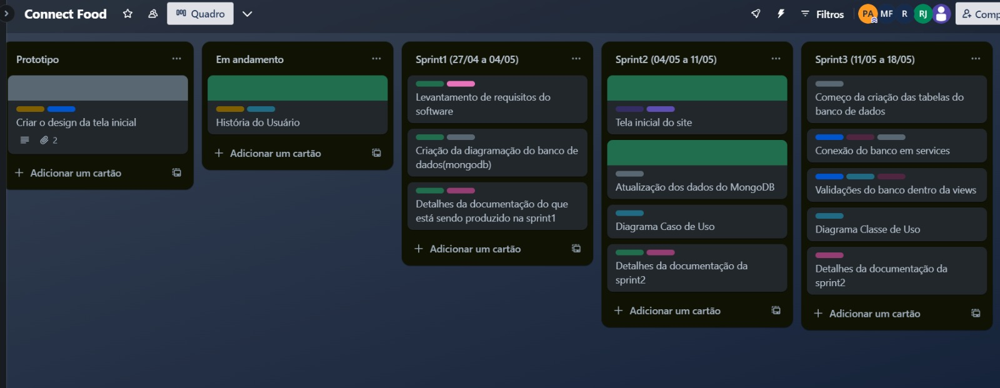 Connect Food
Quadro
Filtros
PA
MF
R
RJ
Comp
Prototipo
Criar o design da tela inicial
2
Adicionar um cartão
Em andamento
História do Usuário
Adicionar um cartão
Sprint1 (27/04 a 04/05)
Levantamento de requisitos do
software
Criação da diagramação do banco de
dados(mongodb)
Detalhes da documentação do que
está sendo produzido na sprint1
Adicionar um cartão
Sprint2 (04/05 a 11/05)
Tela inicial do site
Atualização dos dados do MongoDB
Diagrama Caso de Uso
Detalhes da documentação da
sprint2
Adicionar um cartão
Sprint3 (11/05 a 18/05)
Começo da criação das tabelas do
banco de dados
Conexão do banco em services
Validações do banco dentro da views
Diagrama Classe de Uso
Detalhes da documentação da
sprint2
Adicionar um cartão